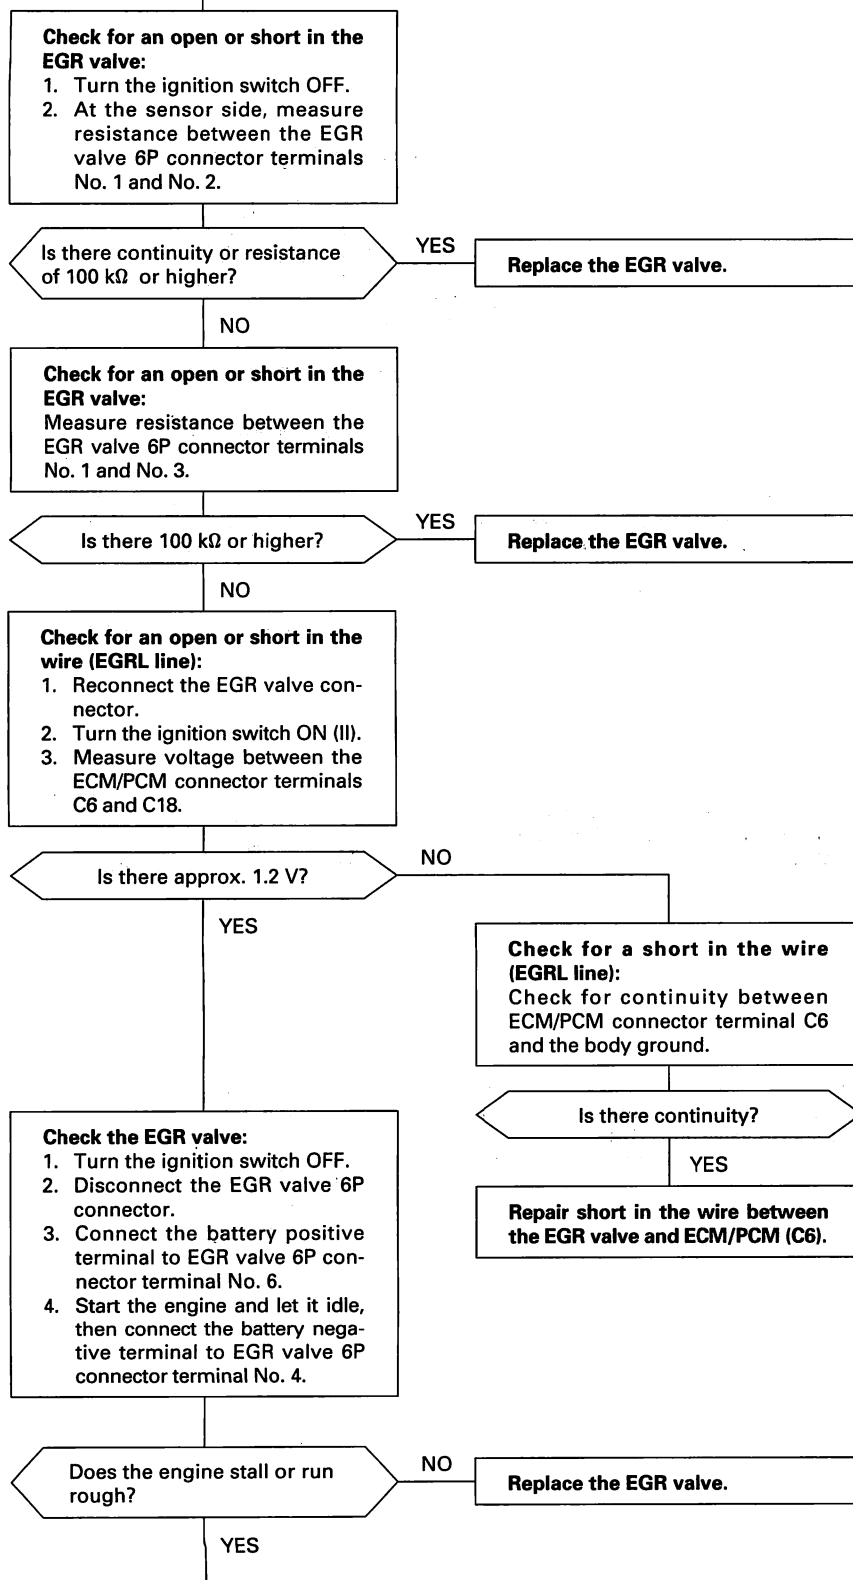 Check for an open or short in the
EGR valve:
1. Turn the ignition switch OFF.
2. At the sensor side, measure
resistance between the EGR
valve 6P connector terminals
No. 1 and No. 2.
Is there continuity or resistance
of 100 kΩ or higher?
YES
Replace the EGR valve.
NO
Check for an open or short in the
EGR valve:
Measure resistance between the
EGR valve 6P connector terminals
No. 1 and No. 3.
Is there 100 kΩ or higher?
YES
Replace the EGR valve.
NO
Check for an open or short in the
wire (EGRL line):
1. Reconnect the EGR valve con-
nector.
2. Turn the ignition switch ON (II).
3. Measure voltage between the
ECM/PCM connector terminals
C6 and C18.
Is there approx. 1.2 V?
NO
YES
Check for a short in the wire
(EGRL line):
Check for continuity between
ECM/PCM connector terminal C6
and the body ground.
Is there continuity?
YES
Repair short in the wire between
the EGR valve and ECM/PCM (C6).
Check the EGR valve:
1. Turn the ignition switch OFF.
2. Disconnect the EGR valve 6P
connector.
3. Connect the battery positive
terminal to EGR valve 6P con-
nector terminal No. 6.
4. Start the engine and let it idle,
then connect the battery nega-
tive terminal to EGR valve 6P
connector terminal No. 4.
Does the engine stall or run
rough?
NO
Replace the EGR valve.
YES